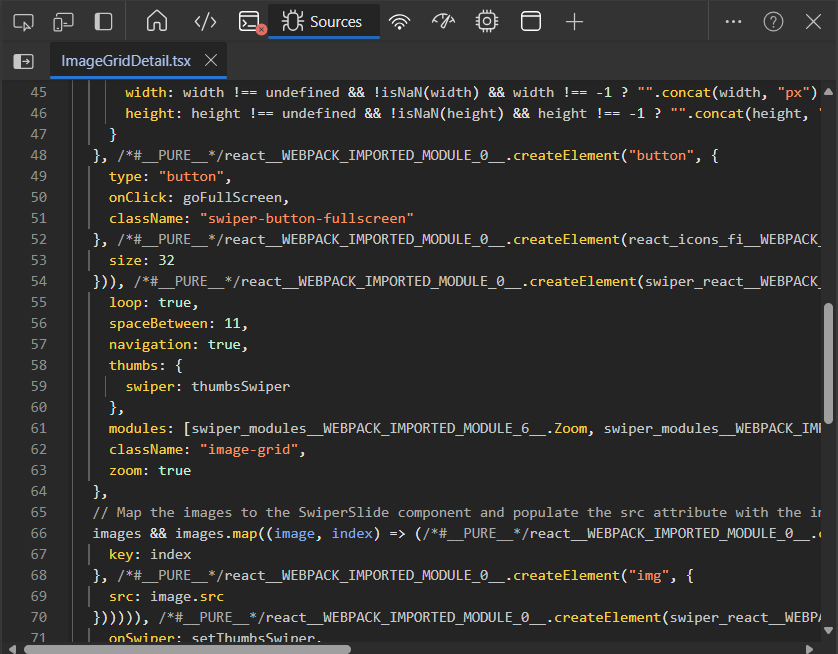 Sources
ImageGridDetail.tsx
45 width: width !== undefined && !isNaN(width) && width !== -1 ? "".concat(width, "px")
46 height: height !== undefined && !isNaN(height) && height !== -1 ? "".concat(height, "
47 }
48 }, /*#__PURE__*/react__WEBPACK_IMPORTED_MODULE_0__.createElement("button", {
49 type: "button",
50 onClick: goFullScreen,
51 className: "swiper-button-fullscreen"
52 }, /*#__PURE__*/react__WEBPACK_IMPORTED_MODULE_0__.createElement(react_icons_fi__WEBPACK_
53 size: 32
54 })), /*#__PURE__*/react__WEBPACK_IMPORTED_MODULE_0__.createElement(swiper_react__WEBPACK_
55 loop: true,
56 spaceBetween: 11,
57 navigation: true,
58 thumbs: {
59 swiper: thumbsSwiper
60 },
61 modules: [swiper_modules__WEBPACK_IMPORTED_MODULE_6__.Zoom, swiper_modules__WEBPACK_IM
62 className: "image-grid",
63 zoom: true
64 },
65 // Map the images to the SwiperSlide component and populate the src attribute with the
66 images && images.map((image, index) => (/*#__PURE__*/react__WEBPACK_IMPORTED_MODULE_0__.
67 key: index
68 }, /*#__PURE__*/react__WEBPACK_IMPORTED_MODULE_0__.createElement("img", {
69 src: image.src
70 })))))), /*#__PURE__*/react__WEBPACK_IMPORTED_MODULE_0__.createElement(swiper_react__WEBP
71 onSwiper: setThumbsSwiper,